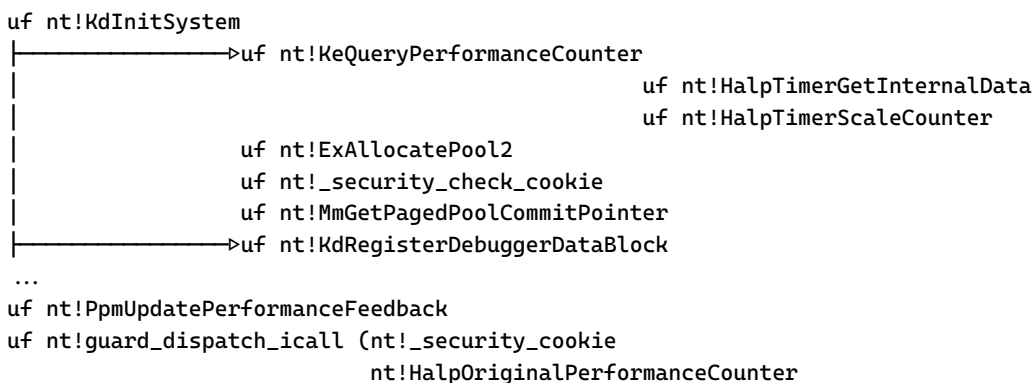 uf nt!KdInitSystem
├────────────────▷uf nt!KeQueryPerformanceCounter
│ uf nt!HalpTimerGetInternalData
│ uf nt!HalpTimerScaleCounter
│ uf nt!ExAllocatePool2
│ uf nt!_security_check_cookie
│ uf nt!MmGetPagedPoolCommitPointer
├────────────────▷uf nt!KdRegisterDebuggerDataBlock
...
uf nt!PpmUpdatePerformanceFeedback
uf nt!guard_dispatch_icall (nt!_security_cookie
nt!HalpOriginalPerformanceCounter